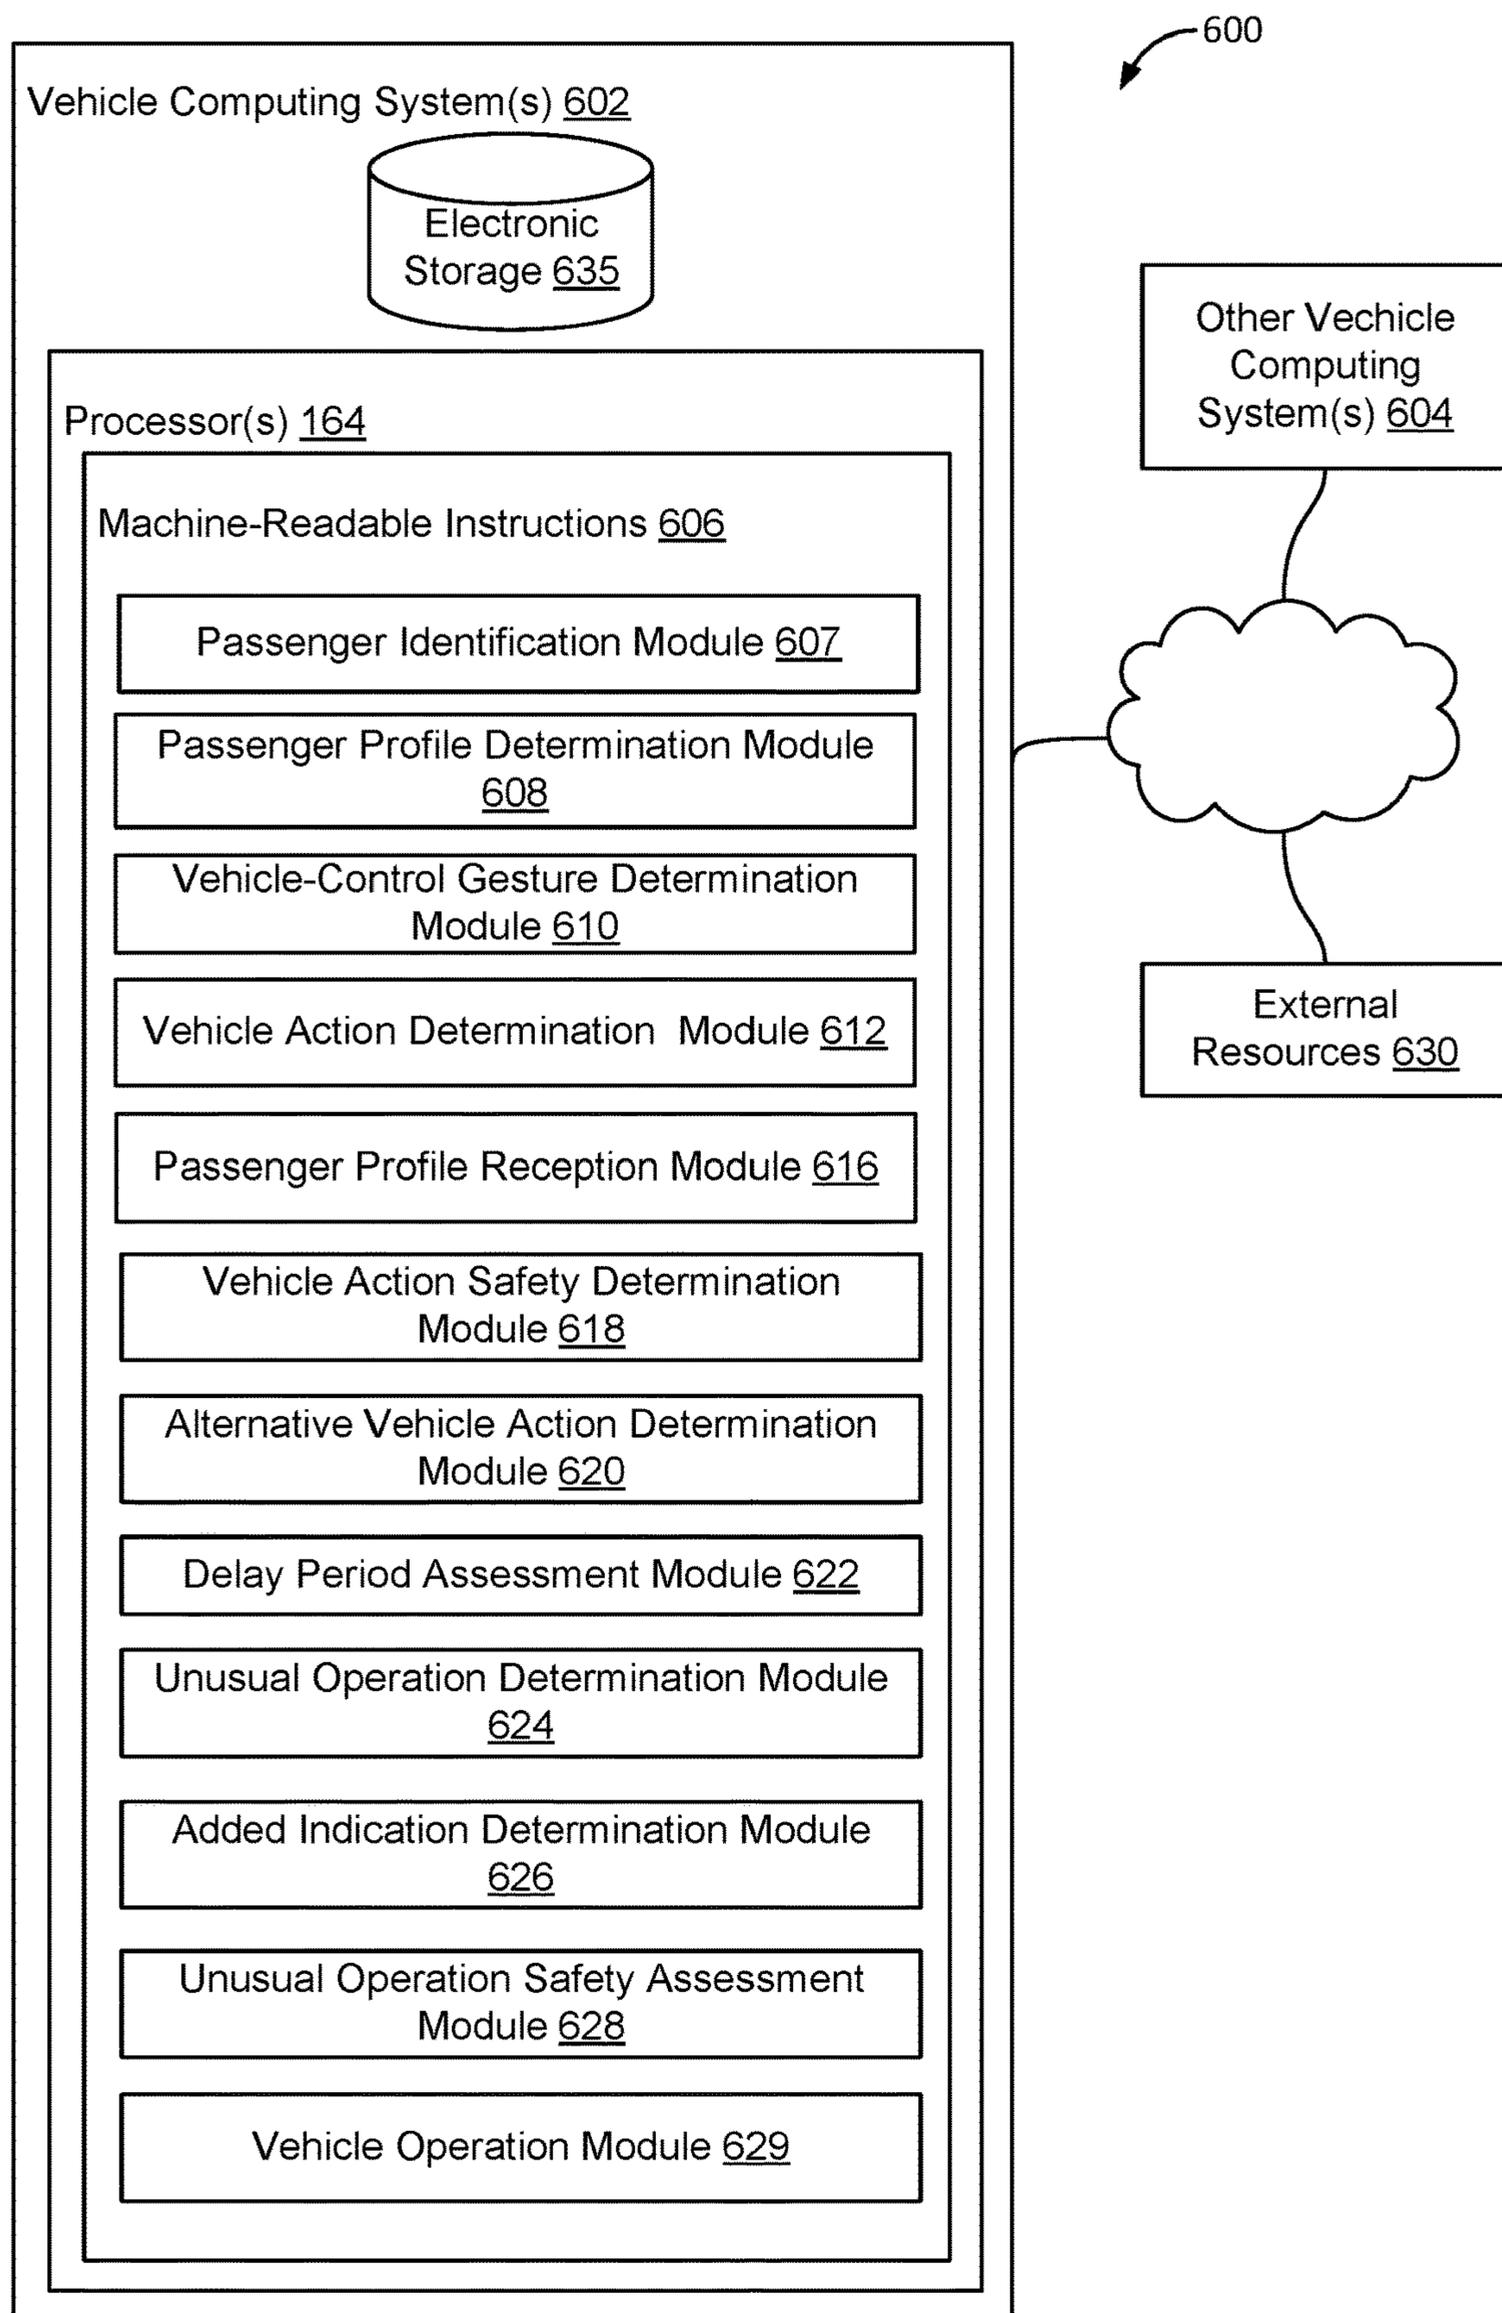 600
Vehicle Computing System(s) 602
Electronic
Storage 635
Processor(s) 164
Machine-Readable Instructions 606
Passenger Identification Module 607
Passenger Profile Determination Module
608
Vehicle-Control Gesture Determination
Module 610
Vehicle Action Determination Module 612
Passenger Profile Reception Module 616
Vehicle Action Safety Determination
Module 618
Alternative Vehicle Action Determination
Module 620
Delay Period Assessment Module 622
Unusual Operation Determination Module
624
Added Indication Determination Module
626
Unusual Operation Safety Assessment
Module 628
Vehicle Operation Module 629
Other Vechicle
Computing
System(s) 604
External
Resources 630